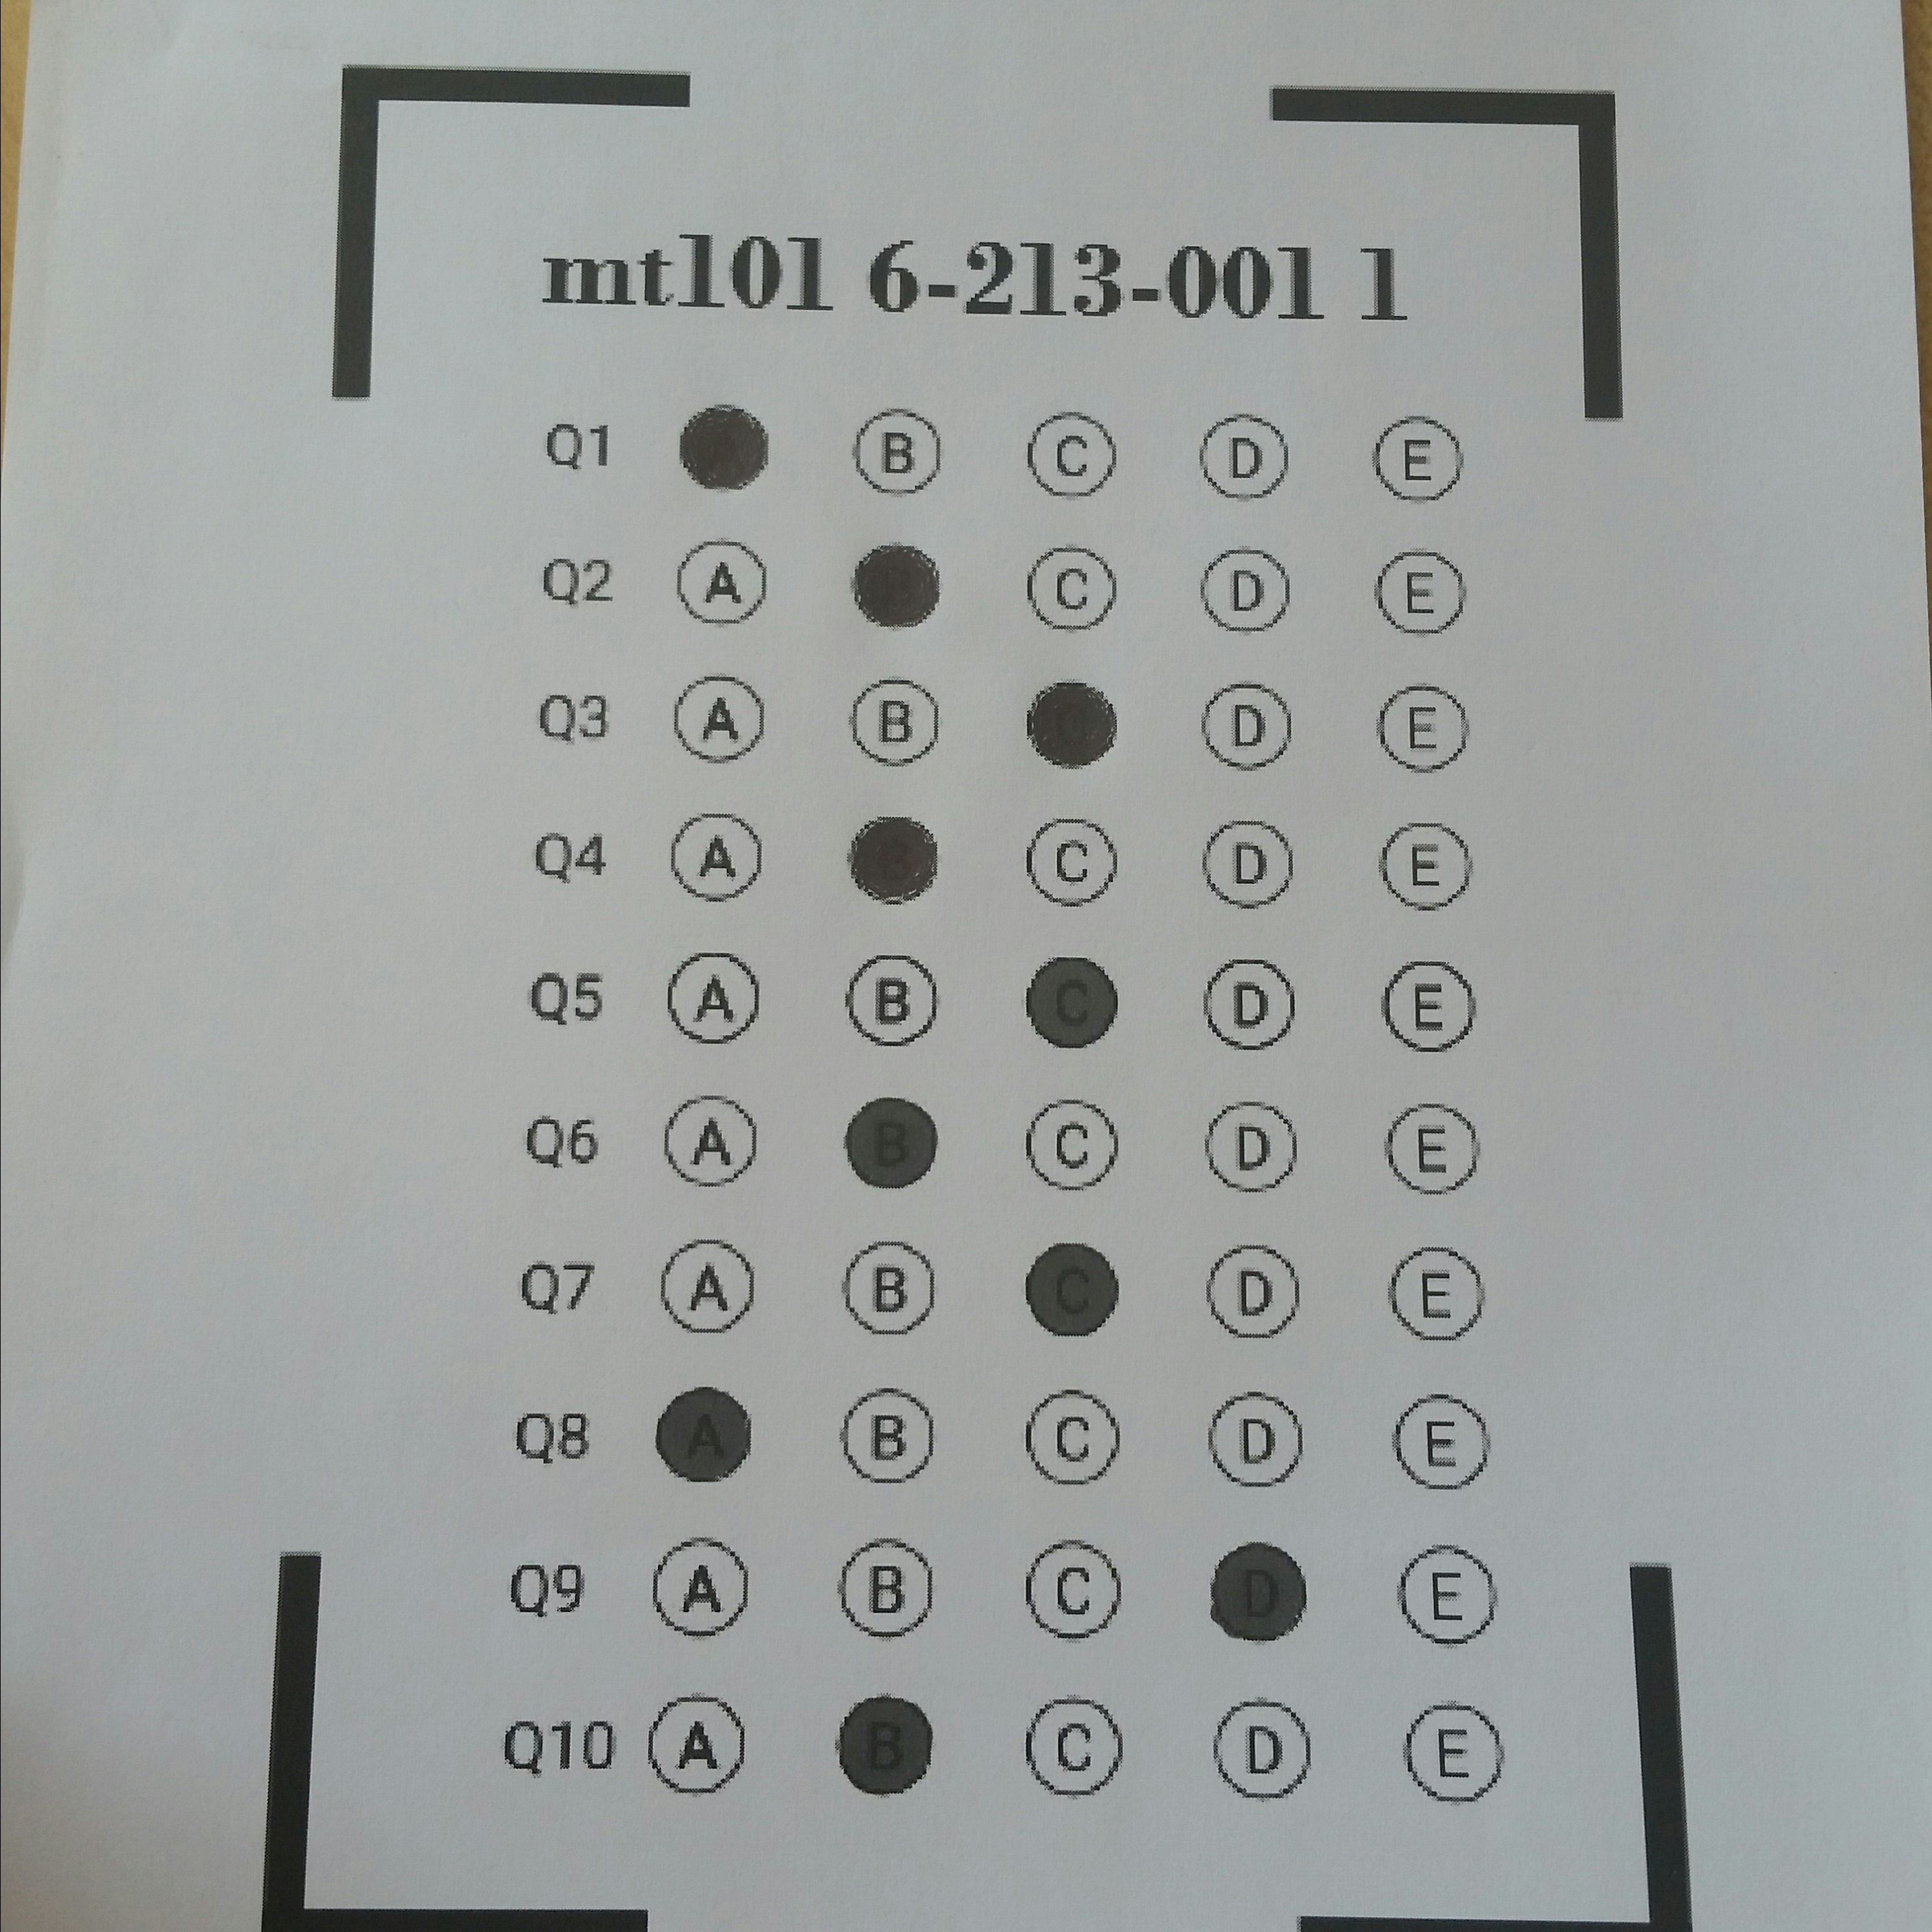 mt101 6-213-001 1
Q1 B C D E
Q2 A B C D E
Q3 A B C D E
Q4 A B C D E
Q5 A B C D E
Q6 A B C D E
Q7 A B C D E
Q8 A B C D E
Q9 A B C D E
Q10 A B C D E